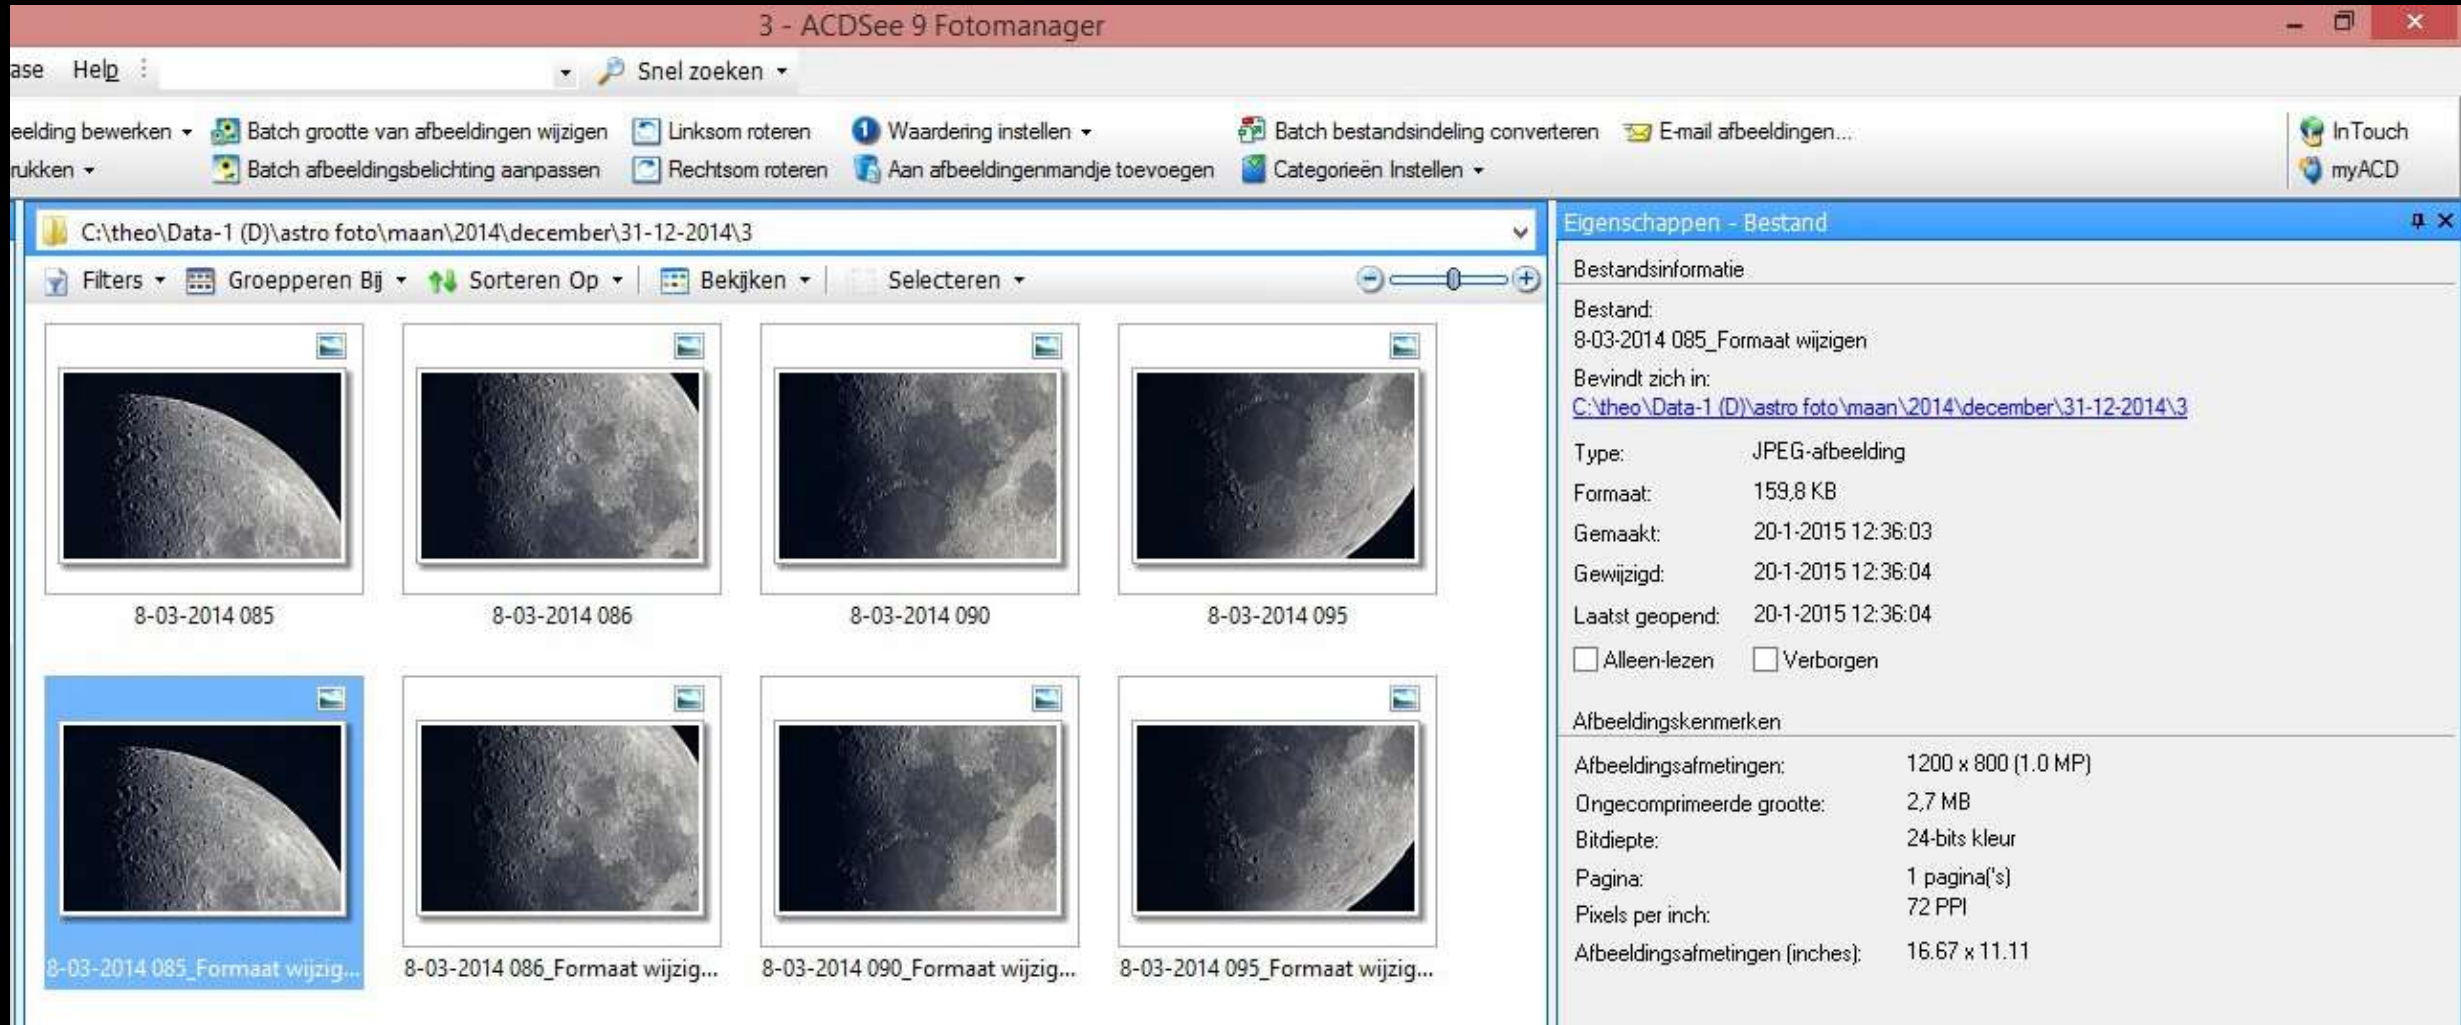 3 - ACDSee 9 Fotomanager
ase Help
Snel zoeken
eelding bewerken Batch grootte van afbeeldingen wijzigen Linksom roteren 1 Waardering instellen Batch bestandsindeling converteren E-mail afbeeldingen... InTouch
rukken Batch afbeeldingsbelichting aanpassen Rechtsom roteren Aan afbeeldingenmandje toevoegen Categorieën Instellen myACD
C:\theo\Data-1 (D)\astro foto\maan\2014\december\31-12-2014\3
Filters Groepperen Bij Sorteren Op Bekijken Selecteren
8-03-2014 085
8-03-2014 086
8-03-2014 090
8-03-2014 095
8-03-2014 085_Formaat wijzig...
8-03-2014 086_Formaat wijzig...
8-03-2014 090_Formaat wijzig...
8-03-2014 095_Formaat wijzig...
Eigenschappen - Bestand
Bestandsinformatie
Bestand:
8-03-2014 085_Formaat wijzigen
Bevindt zich in:
C:\theo\Data-1 (D)\astro foto\maan\2014\december\31-12-2014\3
Type: JPEG-afbeelding
Formaat: 159,8 KB
Gemaakt: 20-1-2015 12:36:03
Gewijzigd: 20-1-2015 12:36:04
Laatst geopend: 20-1-2015 12:36:04
Alleen-lezen Verborgen
Afbeeldingskenmerken
Afbeeldingsafmetingen: 1200 x 800 (1.0 MP)
Ongecomprimeerde grootte: 2,7 MB
Bitdiepte: 24-bits kleur
Pagina: 1 pagina('s)
Pixels per inch: 72 PPI
Afbeeldingsafmetingen (inches): 16.67 x 11.11